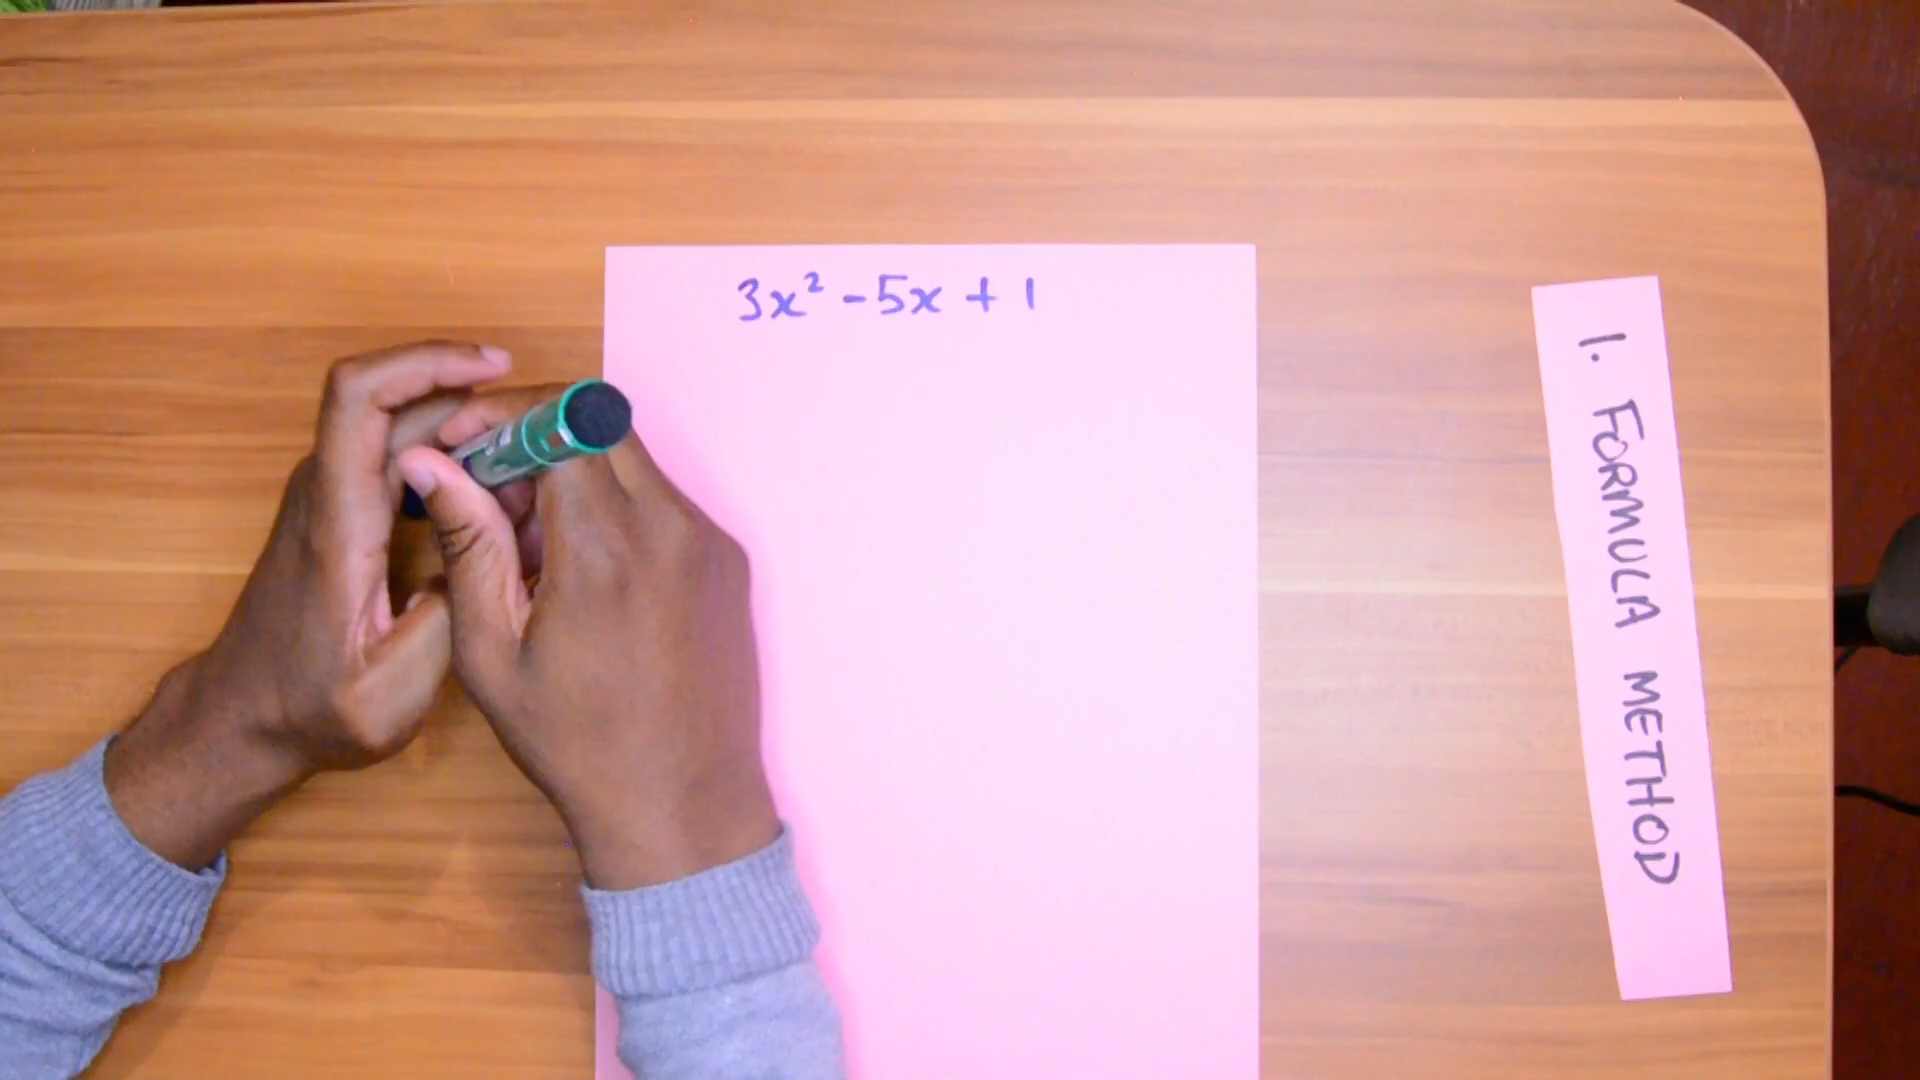 3x² - 5x + 1
1. FORMULA METHOD